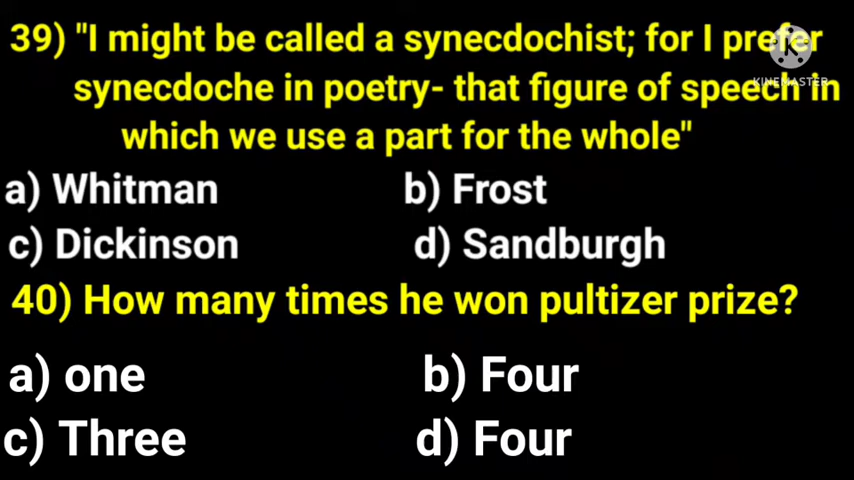 39) "I might be called a synecdochist; for I prefer
KINEMASTER
synecdoche in poetry- that figure of speech in
which we use a part for the whole"
a) Whitman b) Frost
c) Dickinson d) Sandburgh
40) How many times he won pultizer prize?
a) one b) Four
c) Three d) Four